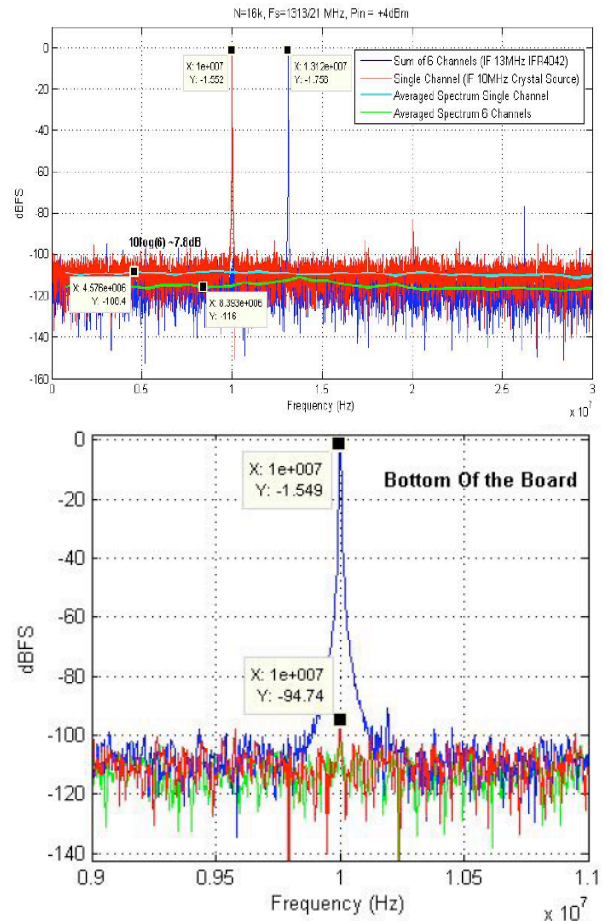 N=16k, Fs=1313/21 MHz, Pin = +4dBm
0
-20
-40
-60
-80
-100
-120
-140
-160
dBFS
X: 1e+007
Y: -1.552
X: 1.312e+007
Y: -1.758
Sum of 6 Channels (IF 13MHz IFR4042)
Single Channel (IF 10MHz Crystal Source)
Averaged Spectrum Single Channel
Averaged Spectrum 6 Channels
10log(6) ~7.8dB
X: 4.576e+006
Y: -108.4
X: 8.393e+006
Y: -116
0 0.5 1 1.5 2 2.5 3
Frequency (Hz)
x 10^7
0
-20
-40
-60
-80
-100
-120
-140
dBFS
X: 1e+007
Y: -1.549
Bottom Of the Board
X: 1e+007
Y: -94.74
0.9 0.95 1 1.05 1.1
Frequency (Hz)
x 10^7